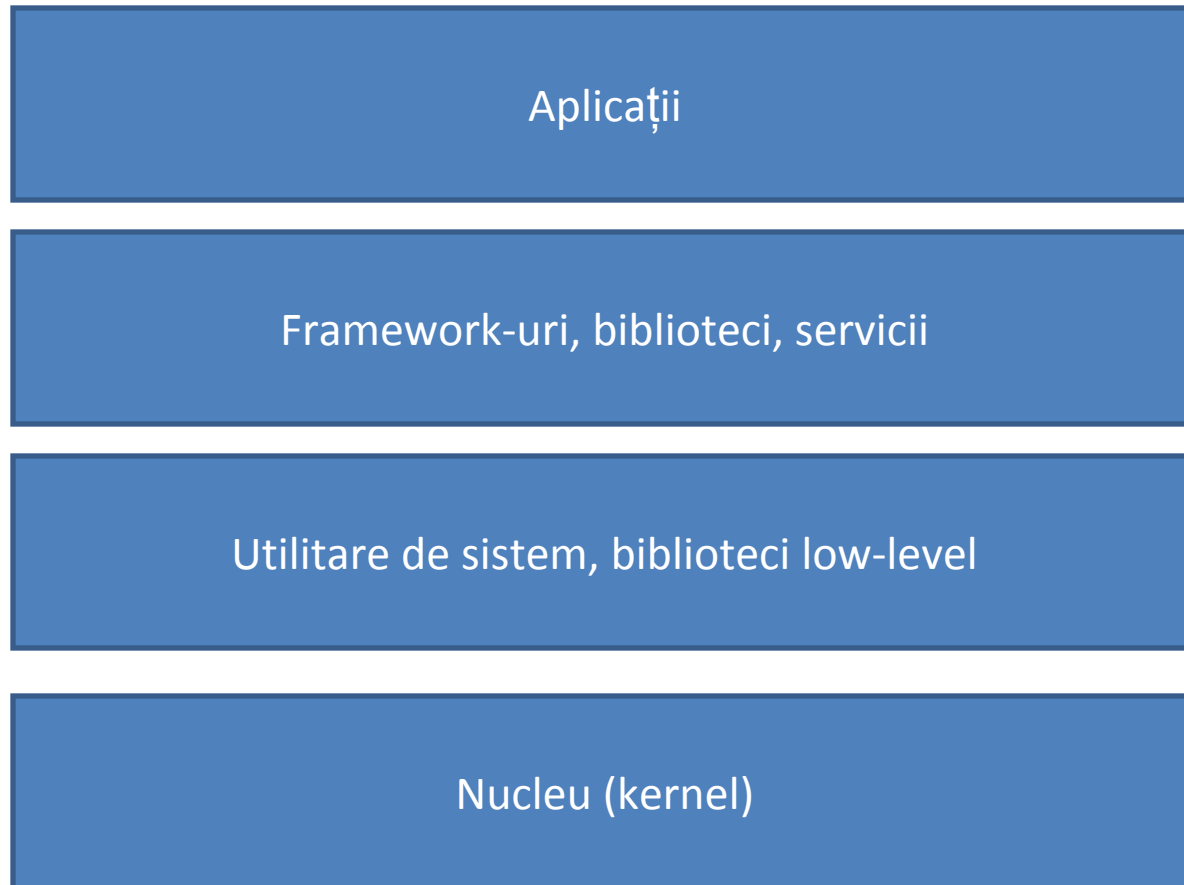 Aplicații
Framework-uri, biblioteci, servicii
Utilitare de sistem, biblioteci low-level
Nucleu (kernel)